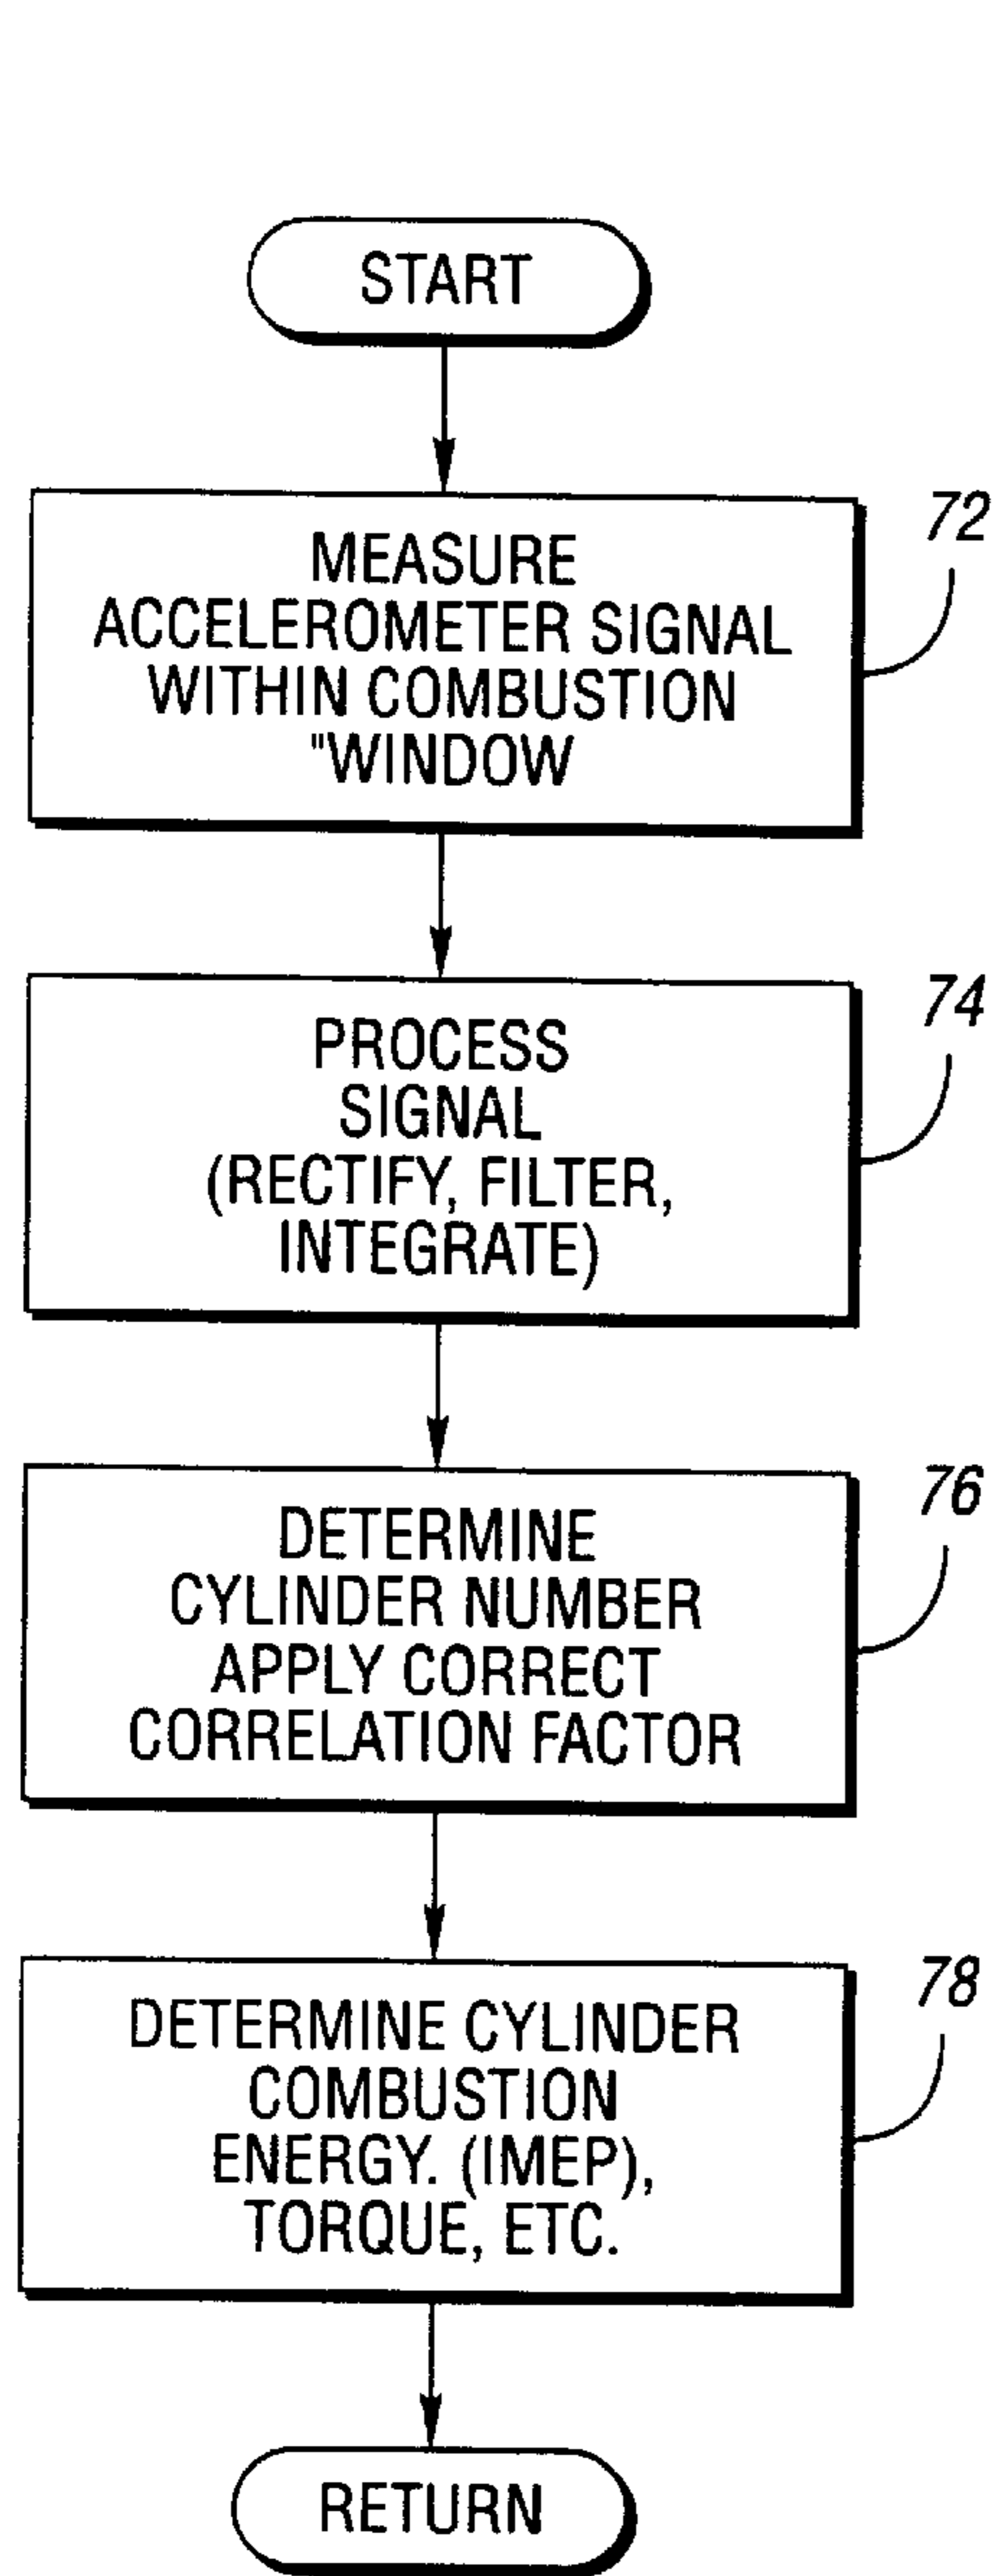 START
MEASURE
ACCELEROMETER SIGNAL
WITHIN COMBUSTION
"WINDOW
72
PROCESS
SIGNAL
(RECTIFY, FILTER,
INTEGRATE)
74
DETERMINE
CYLINDER NUMBER
APPLY CORRECT
CORRELATION FACTOR
76
DETERMINE CYLINDER
COMBUSTION
ENERGY. (IMEP),
TORQUE, ETC.
78
RETURN